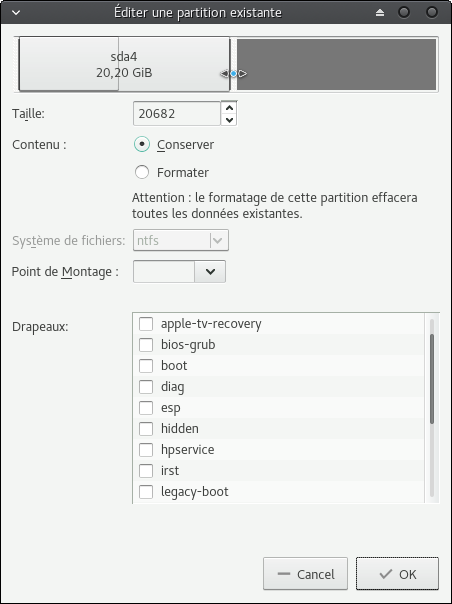 Éditer une partition existante
sda4
20,20 GiB
Taille:
20682
Contenu :
Conserver
Formater
Attention : le formatage de cette partition effacera
toutes les données existantes.
Système de fichiers:
ntfs
Point de Montage :
Drapeaux:
apple-tv-recovery
bios-grub
boot
diag
esp
hidden
hpservice
irst
legacy-boot
Cancel
OK